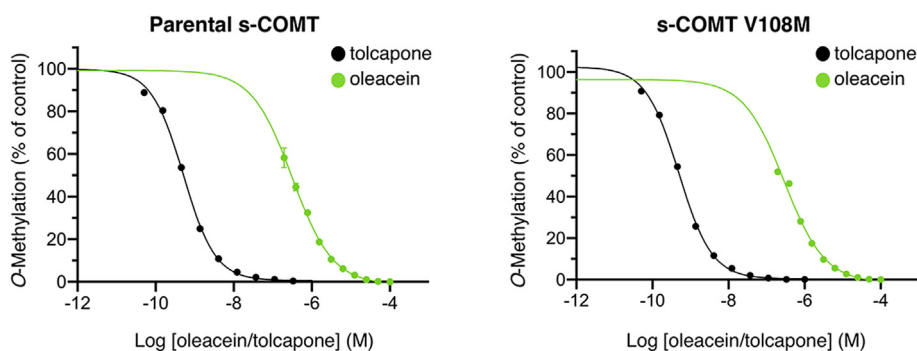 Parental s-COMT
tolcapone
oleacein
O-Methylation (% of control)
100
80
60
40
20
0
-12
-10
-8
-6
-4
Log [oleacein/tolcapone] (M)
s-COMT V108M
tolcapone
oleacein
O-Methylation (% of control)
100
80
60
40
20
0
-12
-10
-8
-6
-4
Log [oleacein/tolcapone] (M)